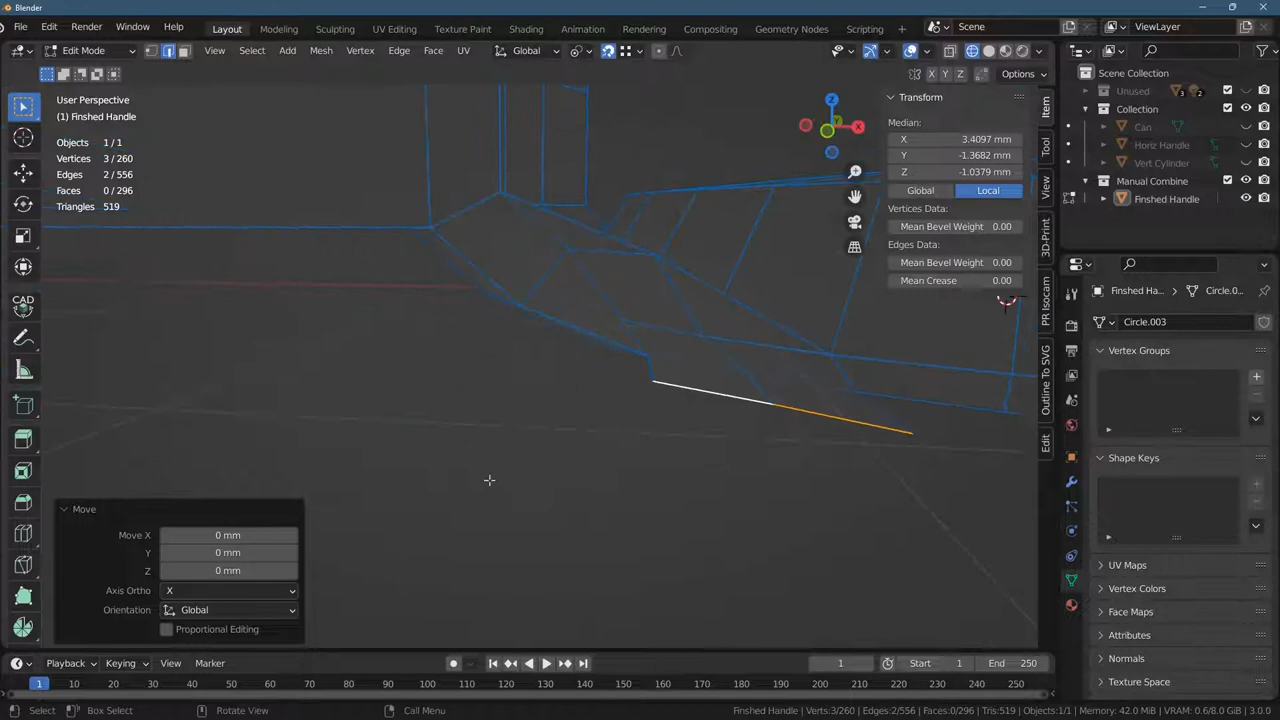 Blender
File Edit Render Window Help Layout Modeling Sculpting UV Editing Texture Paint Shading Animation Rendering Compositing Geometry Nodes Scripting + Scene ViewLayer
Edit Mode View Select Add Mesh Vertex Edge Face UV Global
X Y Z Options
User Perspective
(1) Finshed Handle
Objects 1 / 1
Vertices 3 / 260
Edges 2 / 556
Faces 0 / 296
Triangles 519
CAD
Z
X
Y
Transform
Median:
X 3.4097 mm
Y -1.3682 mm
Z -1.0379 mm
Global Local
Vertices Data:
Mean Bevel Weight 0.00
Edges Data:
Mean Bevel Weight 0.00
Mean Crease 0.00
Item
Tool
View
3D-Print
PR Isocam
Outline To SVG
Edit
Scene Collection
Unused 3 2
Collection
Can
Horiz Handle
Vert Cylinder
Manual Combine
Finshed Handle
Finshed Ha... Circle.0...
Circle.003
Vertex Groups
Shape Keys
UV Maps
Vertex Colors
Face Maps
Attributes
Normals
Texture Space
Move
Move X 0 mm
Y 0 mm
Z 0 mm
Axis Ortho X
Orientation Global
Proportional Editing
Playback Keying View Marker 1 Start 1 End 250
1 10 20 30 40 50 60 70 80 90 100 110 120 130 140 150 160 170 180 190 200 210 220 230 240 250
Select Box Select Rotate View Call Menu Finshed Handle | Verts:3/260 | Edges:2/556 | Faces:0/296 | Tris:519 | Objects:1/1 | Memory: 42.0 MiB | VRAM: 0.6/8.0 GiB | 3.0.0